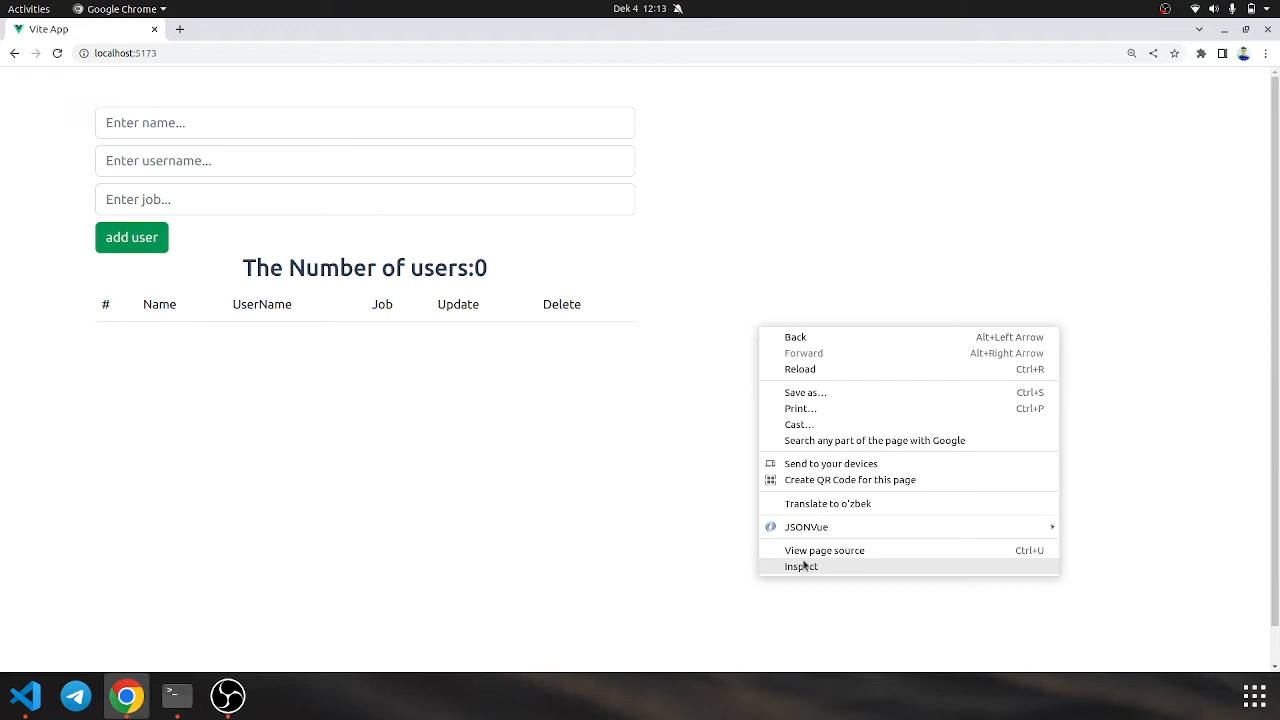 Activities
Google Chrome
Dek 4 12:13
Vite App
localhost:5173
Enter name...
Enter username...
Enter job...
add user
The Number of users:0
# Name UserName Job Update Delete
Back Alt+Left Arrow
Forward Alt+Right Arrow
Reload Ctrl+R
Save as... Ctrl+S
Print... Ctrl+P
Cast...
Search any part of the page with Google
Send to your devices
Create QR Code for this page
Translate to o'zbek
JSONVue
View page source Ctrl+U
Inspect